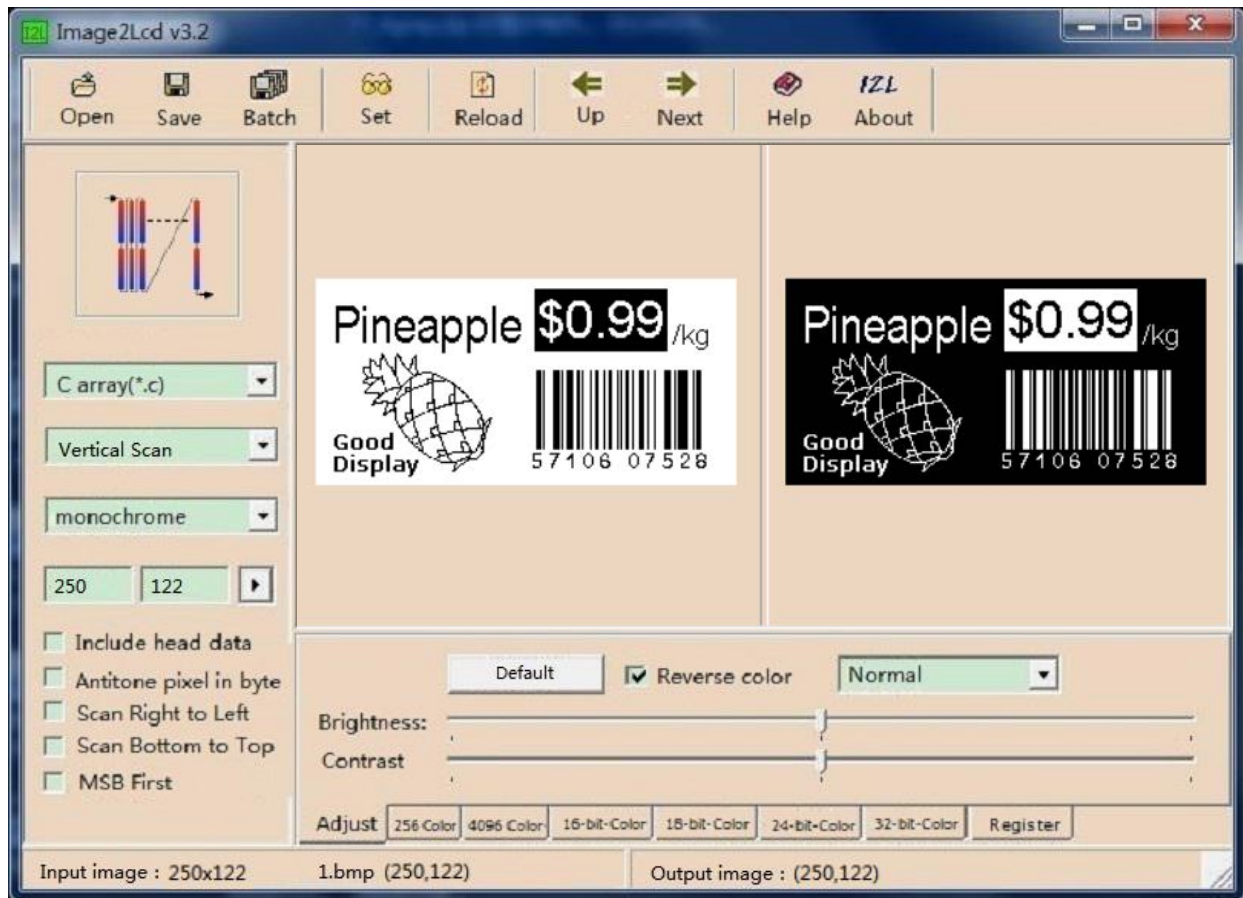 Image2Lcd v3.2
Open Save Batch Set Reload Up Next Help About
C array(*.c)
Vertical Scan
monochrome
250 122
Include head data
Antitone pixel in byte
Scan Right to Left
Scan Bottom to Top
MSB First
Pineapple $0.99 /kg
Good
Display
57106 07528
Pineapple $0.99 /kg
Good
Display
57106 07528
Default Reverse color Normal
Brightness:
Contrast
Adjust 256 Color 4096 Color 16-bit-Color 18-bit-Color 24-bit-Color 32-bit-Color Register
Input image : 250x122 1.bmp (250,122) Output image : (250,122)